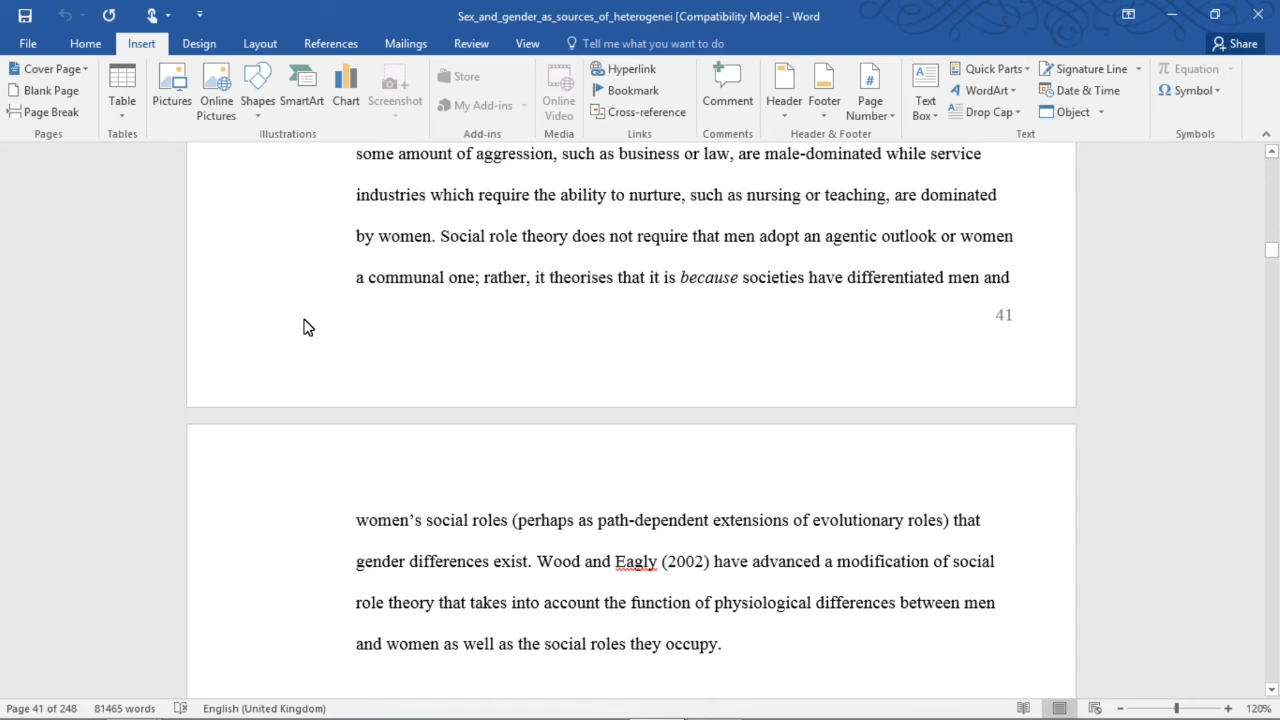 Sex_and_gender_as_sources_of_heterogenei [Compatibility Mode] - Word
File Home Insert Design Layout References Mailings Review View Tell me what you want to do Share
Cover Page
Blank Page
Page Break
Pages
Table
Tables
Pictures
Online Pictures
Shapes
SmartArt
Chart
Screenshot
Illustrations
Store
My Add-ins
Add-ins
Online Video
Media
Hyperlink
Bookmark
Cross-reference
Links
Comment
Comments
Header
Footer
Page Number
Header & Footer
Text Box
Quick Parts
WordArt
Drop Cap
Signature Line
Date & Time
Object
Text
Equation
Symbol
Symbols
some amount of aggression, such as business or law, are male-dominated while service
industries which require the ability to nurture, such as nursing or teaching, are dominated
by women. Social role theory does not require that men adopt an agentic outlook or women
a communal one; rather, it theorises that it is because societies have differentiated men and
41
women’s social roles (perhaps as path-dependent extensions of evolutionary roles) that
gender differences exist. Wood and Eagly (2002) have advanced a modification of social
role theory that takes into account the function of physiological differences between men
and women as well as the social roles they occupy.
Page 41 of 248 81465 words English (United Kingdom) 120%